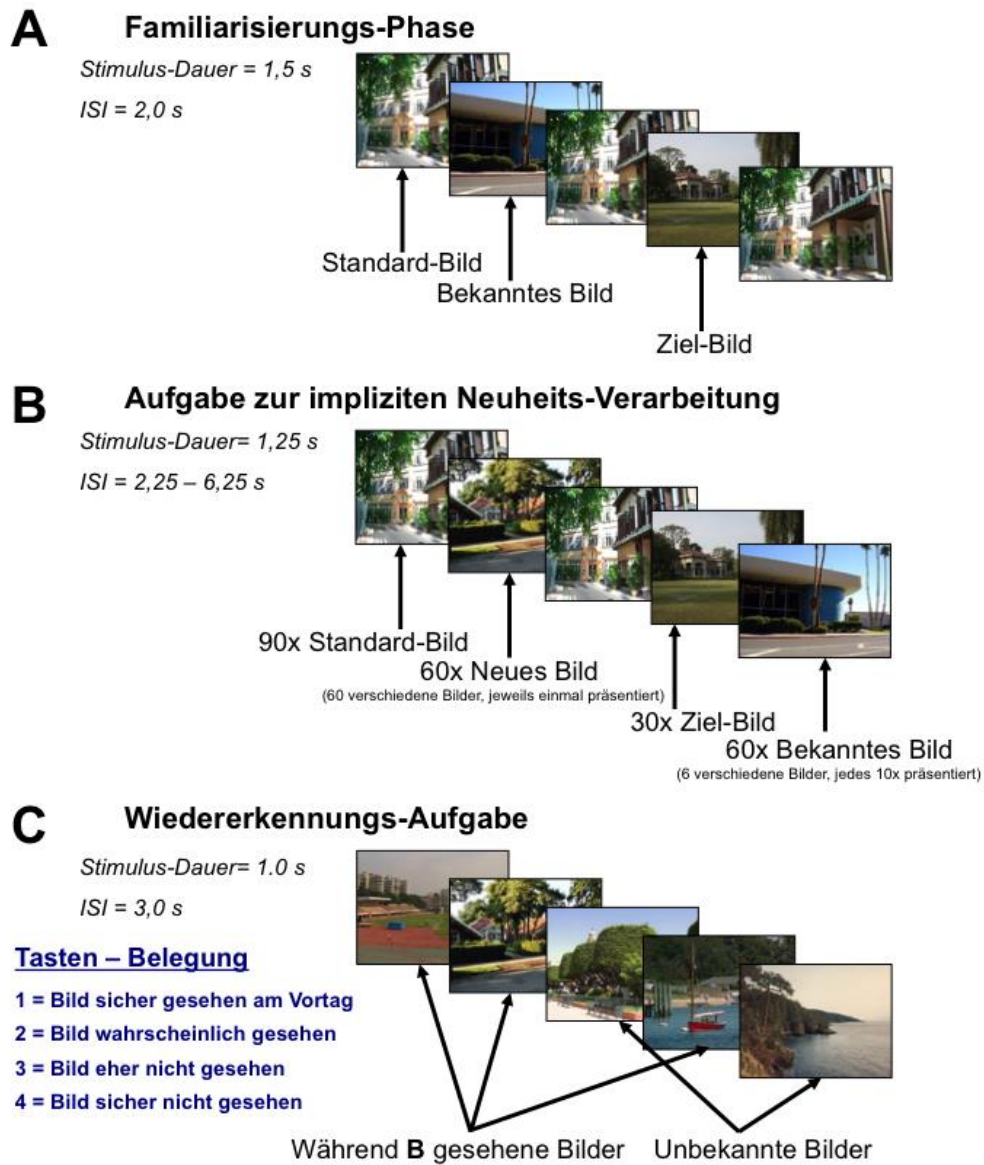 A Familiarisierungs-Phase
Stimulus-Dauer = 1,5 s
ISI = 2,0 s
Standard-Bild
Bekanntes Bild
Ziel-Bild
B Aufgabe zur impliziten Neuheits-Verarbeitung
Stimulus-Dauer= 1,25 s
ISI = 2,25 – 6,25 s
90x Standard-Bild
60x Neues Bild
(60 verschiedene Bilder, jeweils einmal präsentiert)
30x Ziel-Bild
60x Bekanntes Bild
(6 verschiedene Bilder, jedes 10x präsentiert)
C Wiedererkennungs-Aufgabe
Stimulus-Dauer= 1.0 s
ISI = 3,0 s
Tasten – Belegung
1 = Bild sicher gesehen am Vortag
2 = Bild wahrscheinlich gesehen
3 = Bild eher nicht gesehen
4 = Bild sicher nicht gesehen
Während B gesehene Bilder Unbekannte Bilder